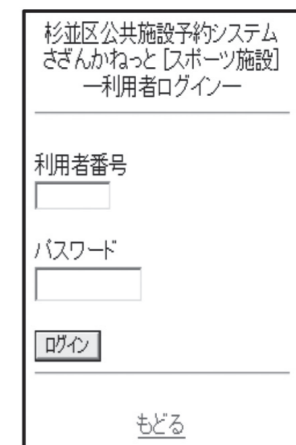 杉並区公共施設予約システム
さざんかねっと [スポーツ施設]
ー利用者ログインー
利用者番号
パスワード
ログイン
もどる